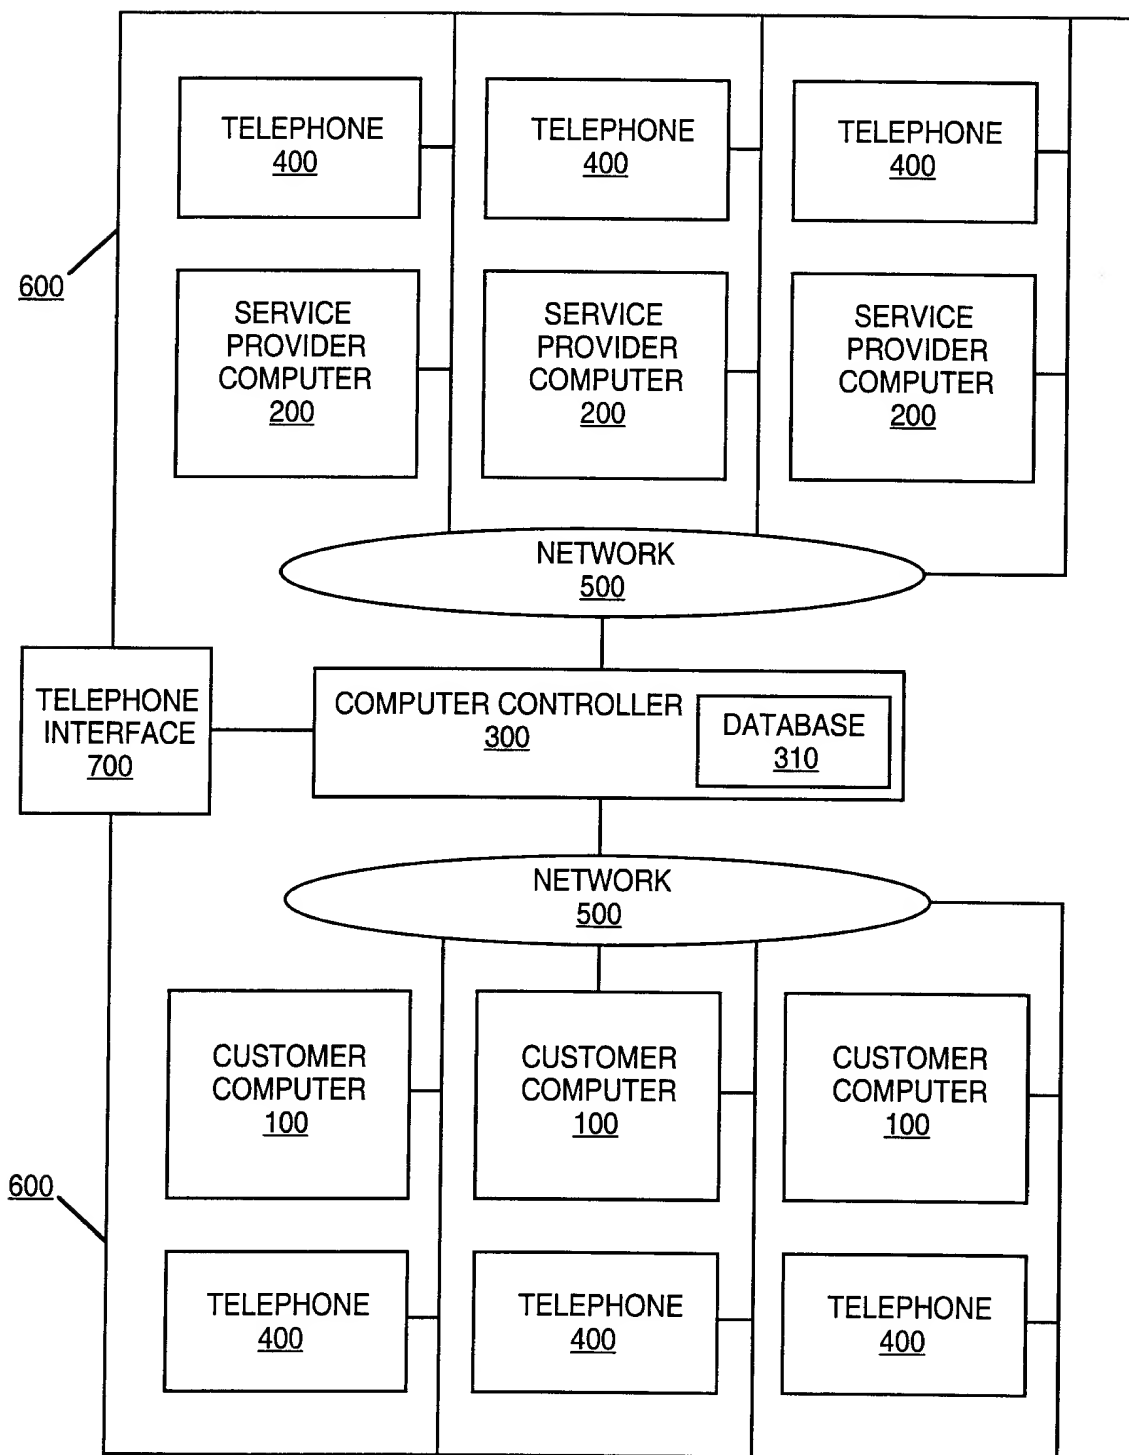 TELEPHONE
400
TELEPHONE
400
TELEPHONE
400
600
SERVICE
PROVIDER
COMPUTER
200
SERVICE
PROVIDER
COMPUTER
200
SERVICE
PROVIDER
COMPUTER
200
NETWORK
500
TELEPHONE
INTERFACE
700
COMPUTER CONTROLLER
300
DATABASE
310
NETWORK
500
CUSTOMER
COMPUTER
100
CUSTOMER
COMPUTER
100
CUSTOMER
COMPUTER
100
600
TELEPHONE
400
TELEPHONE
400
TELEPHONE
400